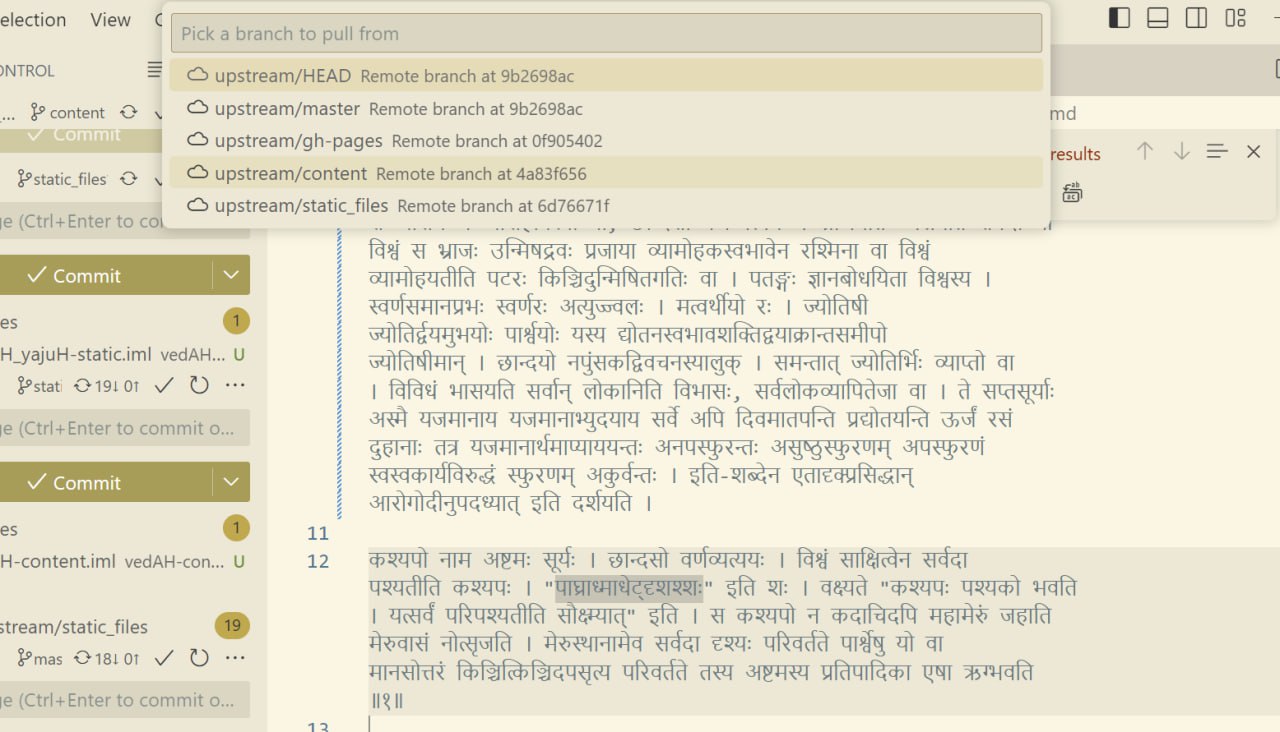 election View
Pick a branch to pull from
upstream/HEAD Remote branch at 9b2698ac
upstream/master Remote branch at 9b2698ac
upstream/gh-pages Remote branch at 0f905402
upstream/content Remote branch at 4a83f656
upstream/static_files Remote branch at 6d76671f
ONTROL
content
Commit
static_files
ge (Ctrl+Enter to co
Commit
es 1
H_yajuH-static.iml vedAH... U
stati 19↓ 0↑
ge (Ctrl+Enter to commit o...
Commit
es 1
H-content.iml vedAH-con... U
stream/static_files 19
mas 18↓ 0↑
ge (Ctrl+Enter to commit o...
md
results
विश्वं स भ्राजः उन्मिषद्रवः प्रजाया व्यामोहकस्वभावेन रश्मिना वा विश्वं
व्यामोहयतीति पटरः किञ्चिदुन्मिषितगतिः वा । पतङ्गः ज्ञानबोधयिता विश्वस्य ।
स्वर्णसमानप्रभः स्वर्णरः अत्युज्ज्वलः । मत्वर्थीयो रः । ज्योतिषी
ज्योतिर्द्वयमुभयोः पार्श्वयोः यस्य द्योतनस्वभावशक्तिद्वयाक्रान्तसमीपो
ज्योतिषीमान् । छान्दयो नपुंसकद्विवचनस्यालुक् । समन्तात् ज्योतिर्भिः व्याप्तो वा
। विविधं भासयति सर्वान् लोकानिति विभासः, सर्वलोकव्यापितेजा वा । ते सप्तसूर्याः
अस्मै यजमानाय यजमानाभ्युदयाय सर्वे अपि दिवमातपन्ति प्रद्योतयन्ति ऊर्जं रसं
दुहानाः तत्र यजमानार्थमाप्याययन्तः अनपस्फुरन्तः असुष्ठुस्फुरणम् अपस्फुरणं
स्वस्वकार्यविरुद्धं स्फुरणम् अकुर्वन्तः । इति-शब्देन एतादृक्प्रसिद्धान्
आरोगोदीनुपदध्यात् इति दर्शयति ।
11
12 कश्यपो नाम अष्टमः सूर्यः । छान्दसो वर्णव्यत्ययः । विश्वं साक्षित्वेन सर्वदा
पश्यतीति कश्यपः । "पाघ्राध्माधेट्दृशश्शः" इति शः । वक्ष्यते "कश्यपः पश्यको भवति
। यत्सर्वं परिपश्यतीति सौक्ष्म्यात्" इति । स कश्यपो न कदाचिदपि महामेरुं जहाति
मेरुवासं नोत्सृजति । मेरुस्थानामेव सर्वदा दृश्यः परिवर्तते पार्श्वेषु यो वा
मानसोत्तरं किञ्चित्किञ्चिदपसृत्य परिवर्तते तस्य अष्टमस्य प्रतिपादिका एषा ऋग्भवति
॥१॥
13